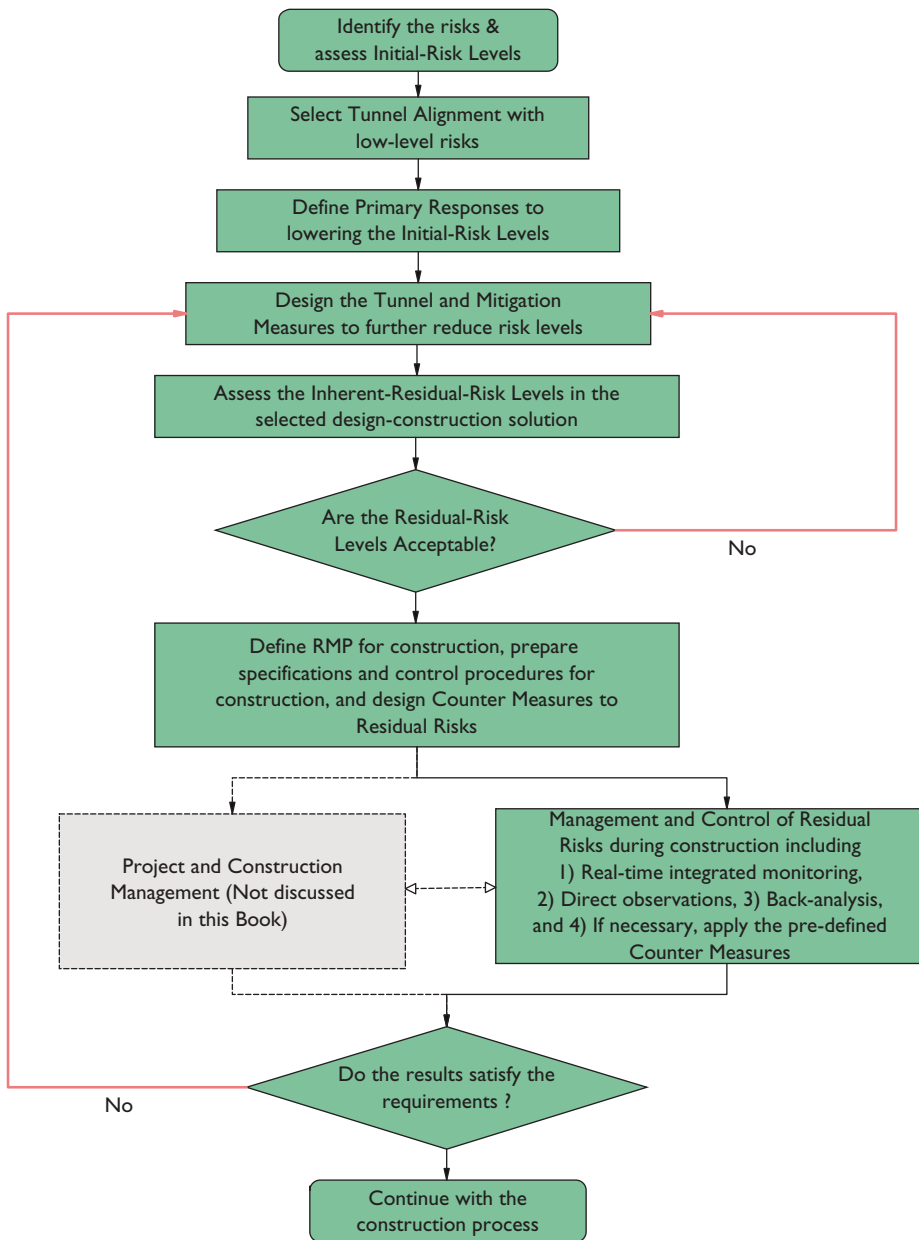 Identify the risks &
assess Initial-Risk Levels
Select Tunnel Alignment with
low-level risks
Define Primary Responses to
lowering the Initial-Risk Levels
Design the Tunnel and Mitigation
Measures to further reduce risk levels
Assess the Inherent-Residual-Risk Levels in the
selected design-construction solution
Are the Residual-Risk
Levels Acceptable?
No
Define RMP for construction, prepare
specifications and control procedures for
construction, and design Counter Measures to
Residual Risks
Project and Construction
Management (Not discussed
in this Book)
Management and Control of Residual
Risks during construction including
1) Real-time integrated monitoring,
2) Direct observations, 3) Back-analysis,
and 4) If necessary, apply the pre-defined
Counter Measures
Do the results satisfy the
requirements ?
No
Continue with the
construction process